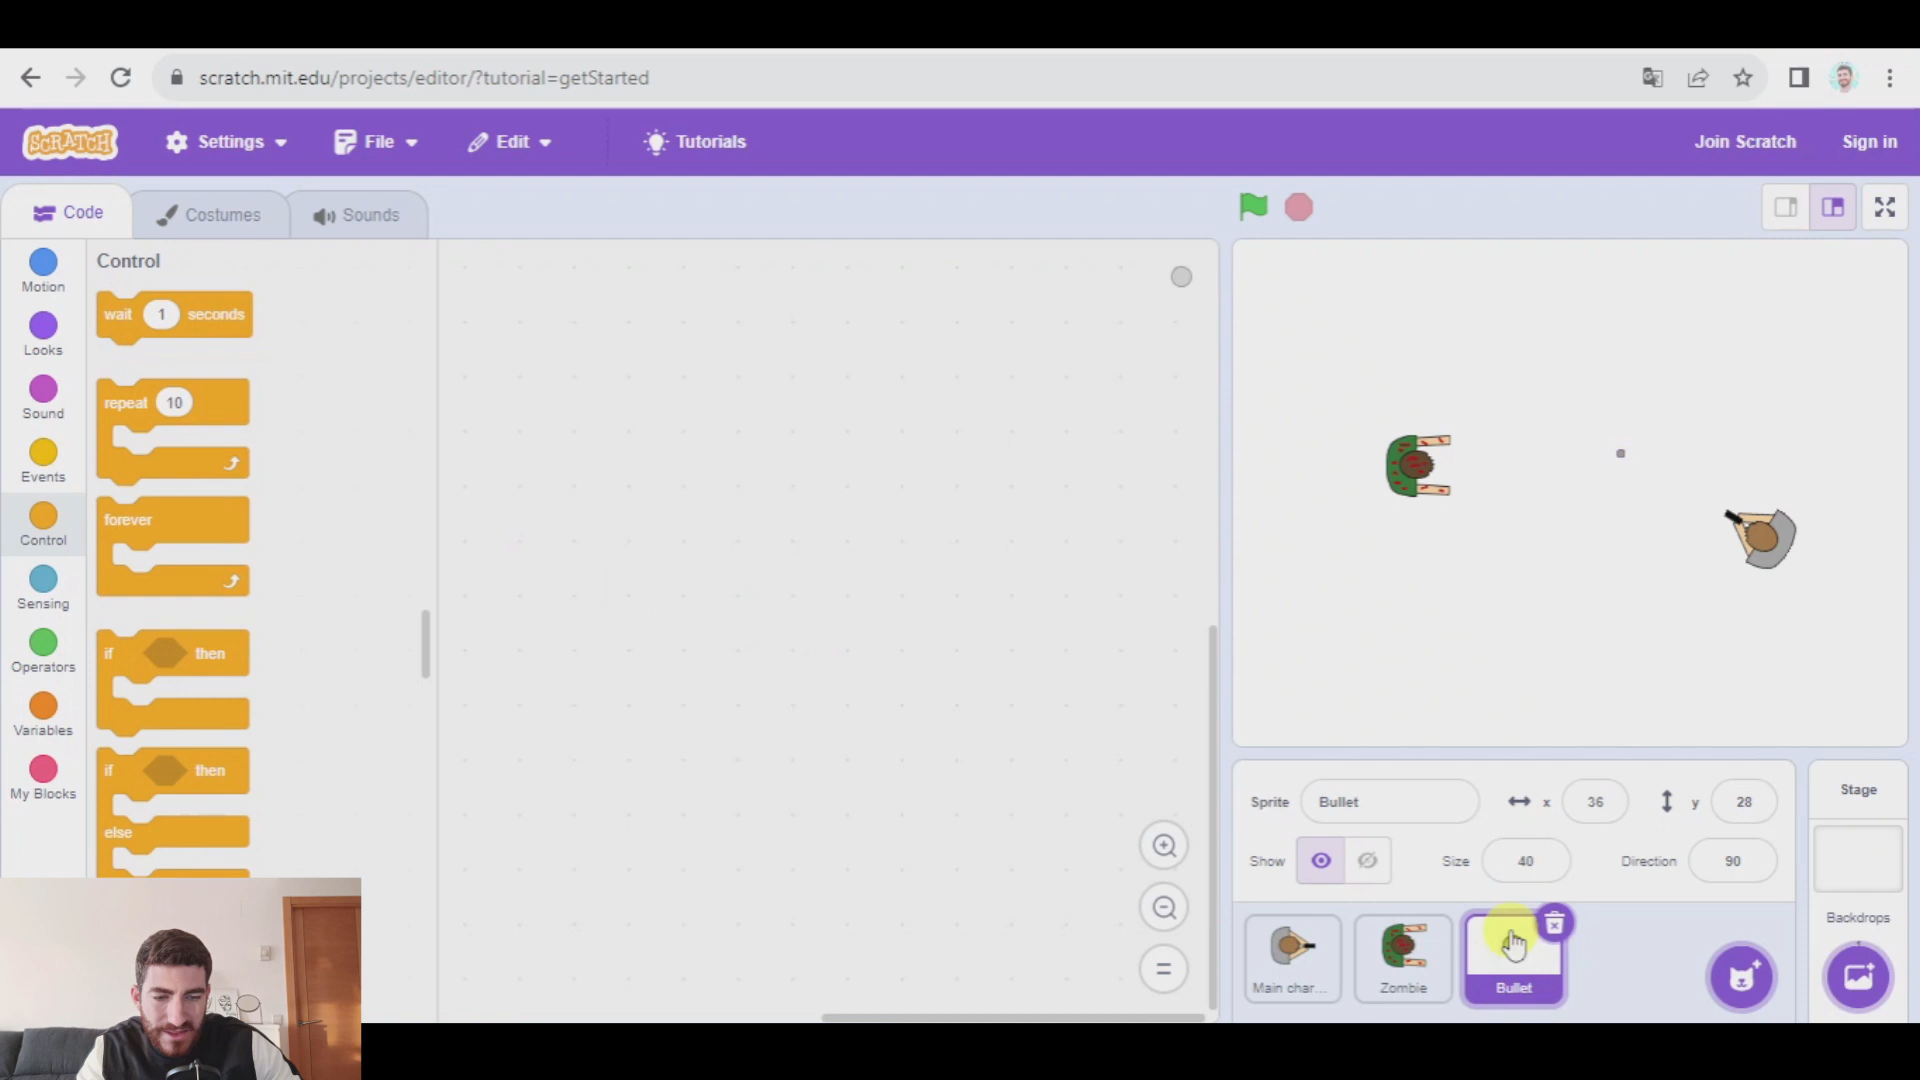 scratch.mit.edu/projects/editor/?tutorial=getStarted
SCRATCH
Settings
File
Edit
Tutorials
Join Scratch
Sign in
Code
Costumes
Sounds
Motion
Looks
Sound
Events
Control
Sensing
Operators
Variables
My Blocks
Control
wait 1 seconds
repeat 10
forever
if then
if then
else
Sprite Bullet x 36 y 28
Show Size 40 Direction 90
Main char...
Zombie
Bullet
Stage
Backdrops
1